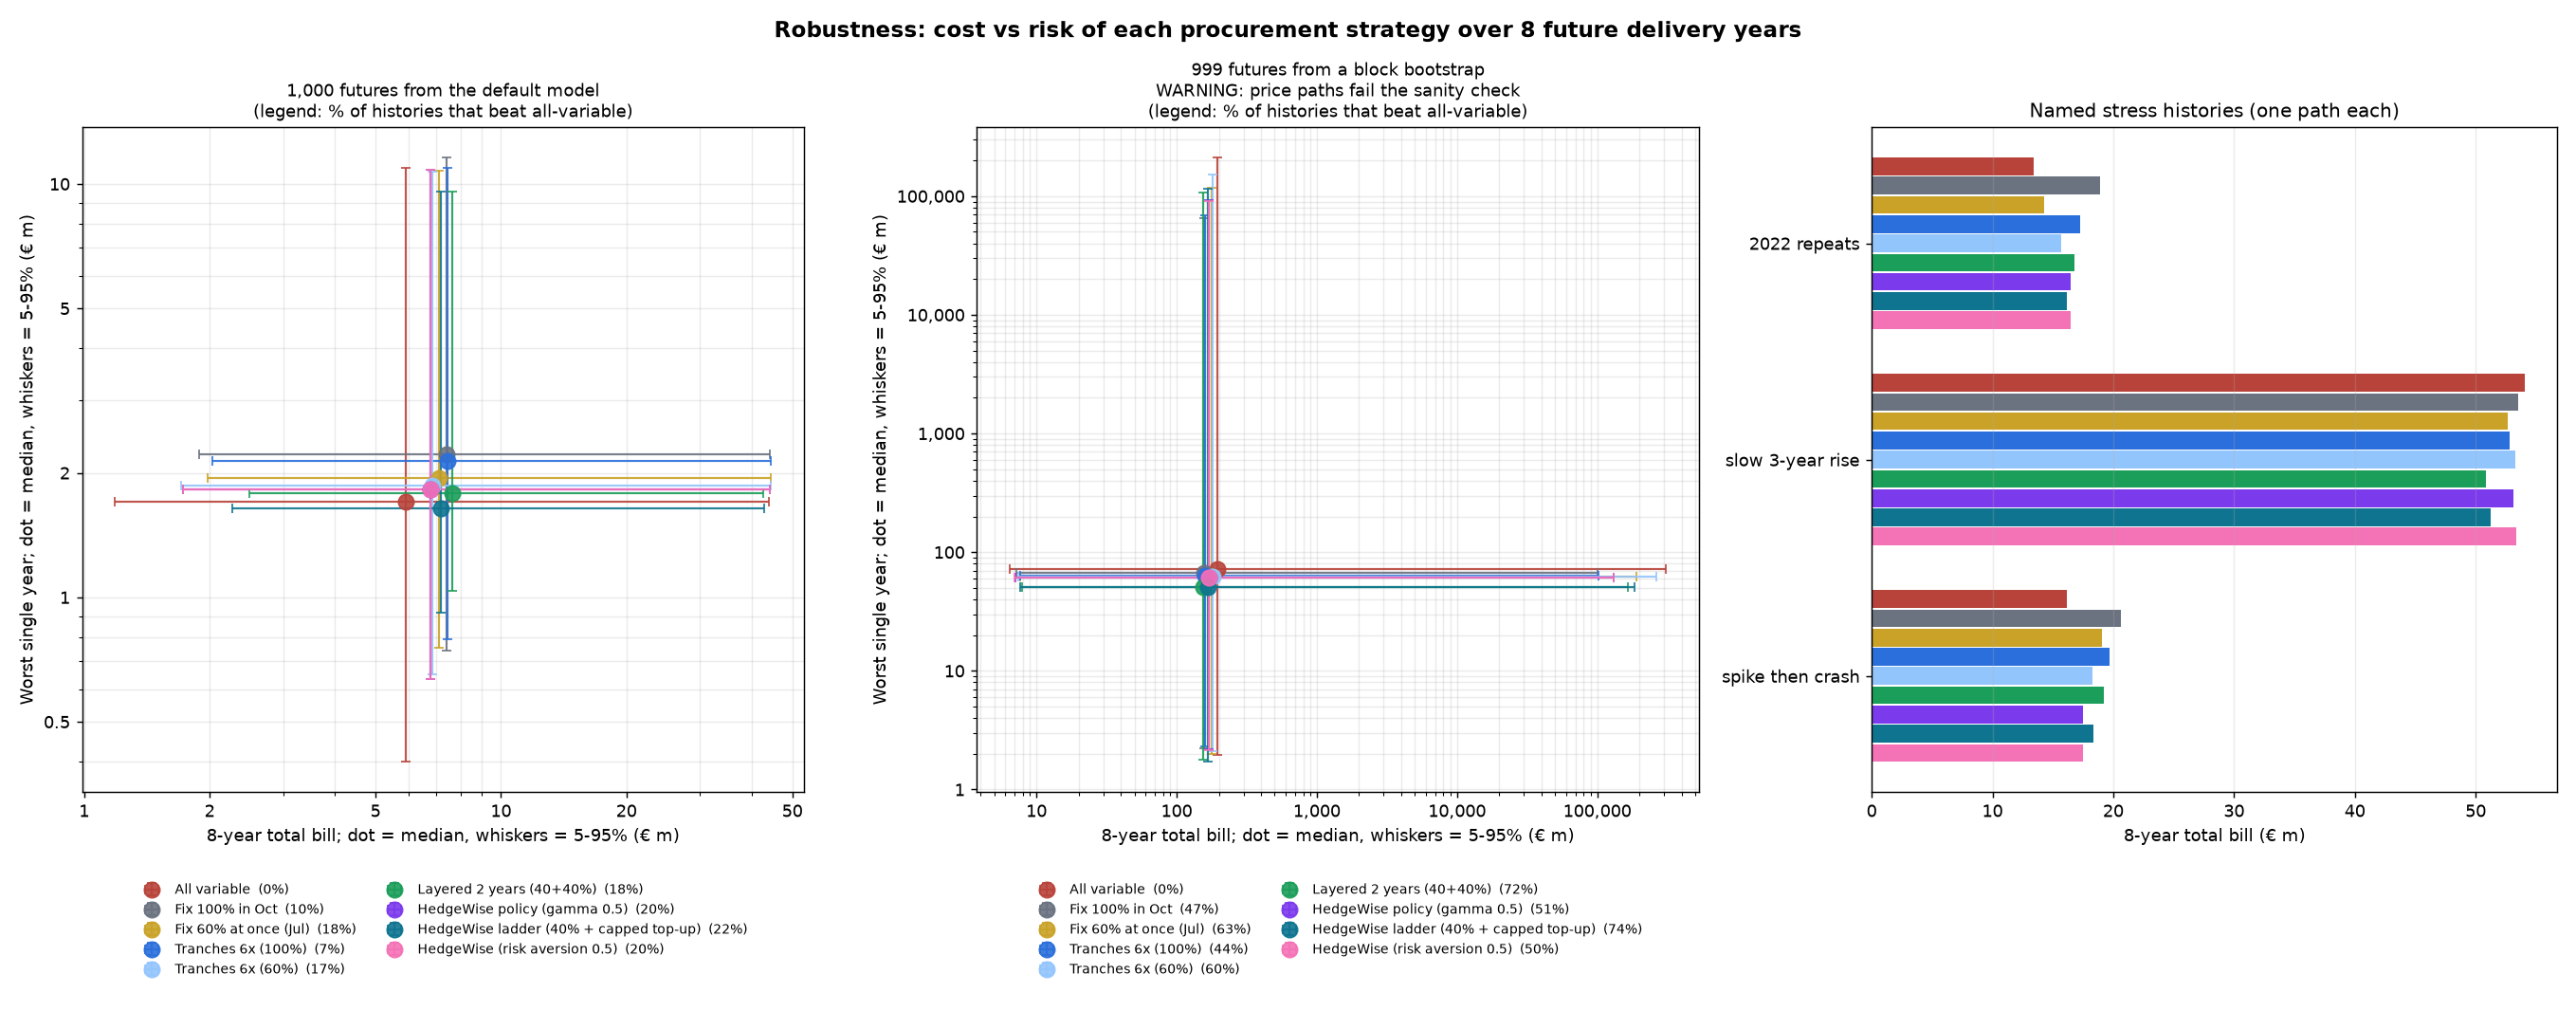 Robustness: cost vs risk of each procurement strategy over 8 future delivery years
1,000 futures from the default model
(legend: % of histories that beat all-variable)
Worst single year; dot = median, whiskers = 5-95% (€ m)
10
5
2
1
0.5
1
2
5
10
20
50
8-year total bill; dot = median, whiskers = 5-95% (€ m)
All variable (0%)
Fix 100% in Oct (10%)
Fix 60% at once (Jul) (18%)
Tranches 6x (100%) (7%)
Tranches 6x (60%) (17%)
Layered 2 years (40+40%) (18%)
HedgeWise policy (gamma 0.5) (20%)
HedgeWise ladder (40% + capped top-up) (22%)
HedgeWise (risk aversion 0.5) (20%)
999 futures from a block bootstrap
WARNING: price paths fail the sanity check
(legend: % of histories that beat all-variable)
Worst single year; dot = median, whiskers = 5-95% (€ m)
100,000
10,000
1,000
100
10
1
10
100
1,000
10,000
100,000
8-year total bill; dot = median, whiskers = 5-95% (€ m)
All variable (0%)
Fix 100% in Oct (47%)
Fix 60% at once (Jul) (63%)
Tranches 6x (100%) (44%)
Tranches 6x (60%) (60%)
Layered 2 years (40+40%) (72%)
HedgeWise policy (gamma 0.5) (51%)
HedgeWise ladder (40% + capped top-up) (74%)
HedgeWise (risk aversion 0.5) (50%)
Named stress histories (one path each)
2022 repeats
slow 3-year rise
spike then crash
0
10
20
30
40
50
8-year total bill (€ m)